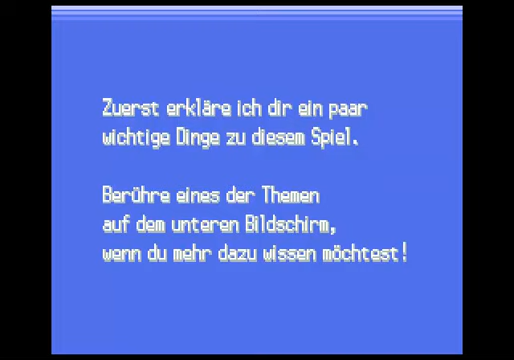 Zuerst erkläre ich dir ein paar
wichtige Dinge zu diesem Spiel.
Berühre eines der Themen
auf dem unteren Bildschirm,
wenn du mehr dazu wissen möchtest!